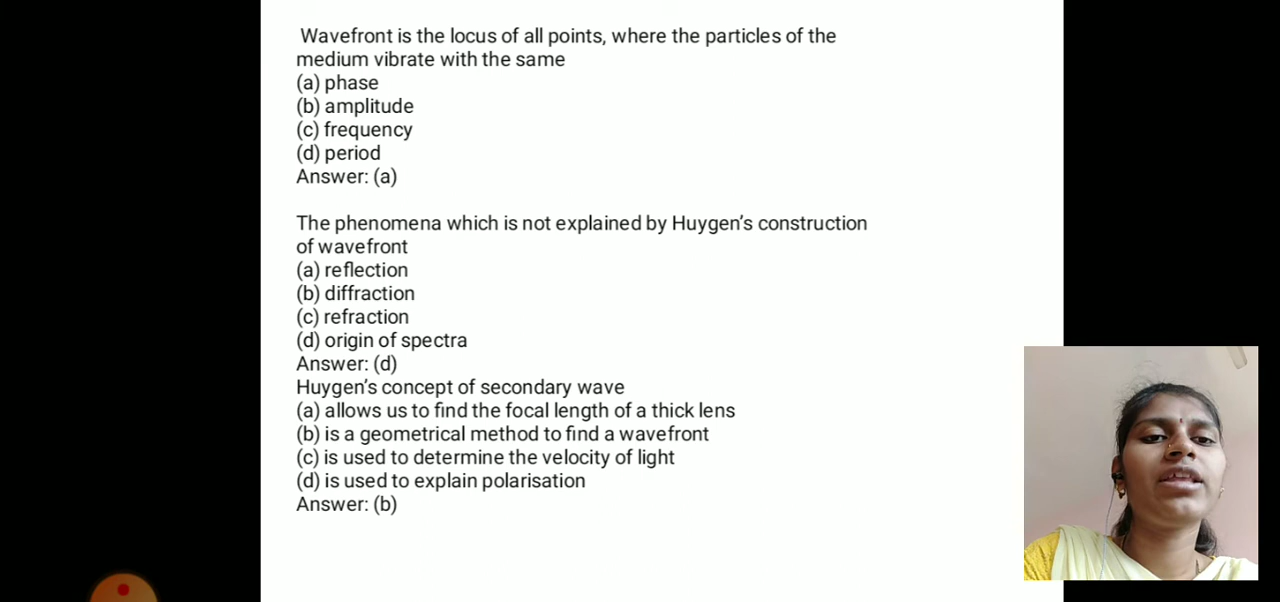 Wavefront is the locus of all points, where the particles of the
medium vibrate with the same
(a) phase
(b) amplitude
(c) frequency
(d) period
Answer: (a)
The phenomena which is not explained by Huygen’s construction
of wavefront
(a) reflection
(b) diffraction
(c) refraction
(d) origin of spectra
Answer: (d)
Huygen’s concept of secondary wave
(a) allows us to find the focal length of a thick lens
(b) is a geometrical method to find a wavefront
(c) is used to determine the velocity of light
(d) is used to explain polarisation
Answer: (b)